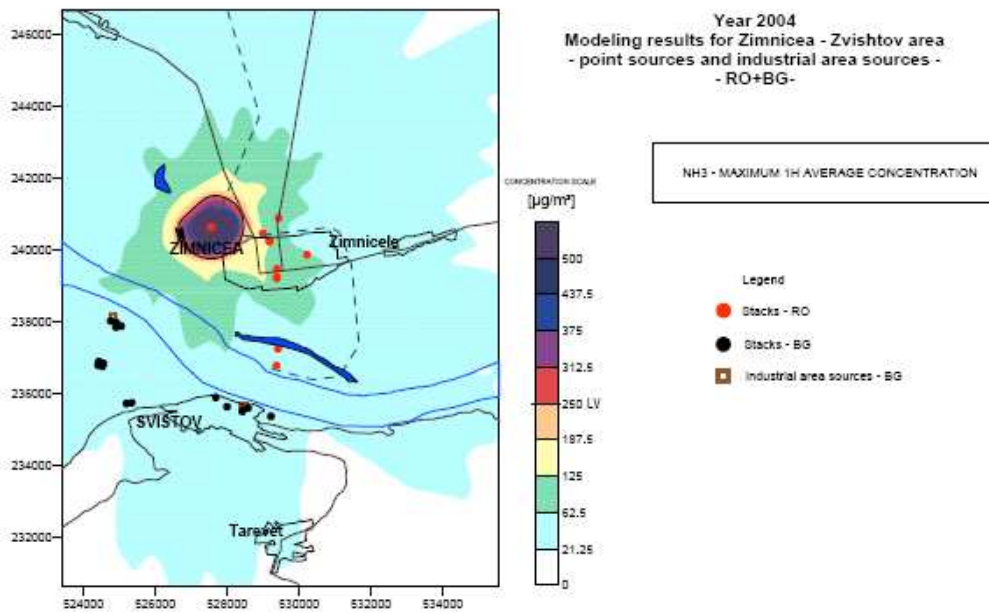 Year 2004
Modeling results for Zimnicea - Zvishtov area
- point sources and industrial area sources -
- RO+BG-
NH3 - MAXIMUM 1H AVERAGE CONCENTRATION
CONCENTRATION SCALE
[µg/m³]
500
437.5
375
312.5
250 LV
187.5
125
62.5
21.25
0
Legend
Stacks - RO
Stacks - BG
Industrial area sources - BG
246000
244000
242000
240000
238000
236000
234000
232000
ZIMNICEA
Zimnicele
SVISTOV
Tarevet
524000
526000
528000
530000
532000
534000